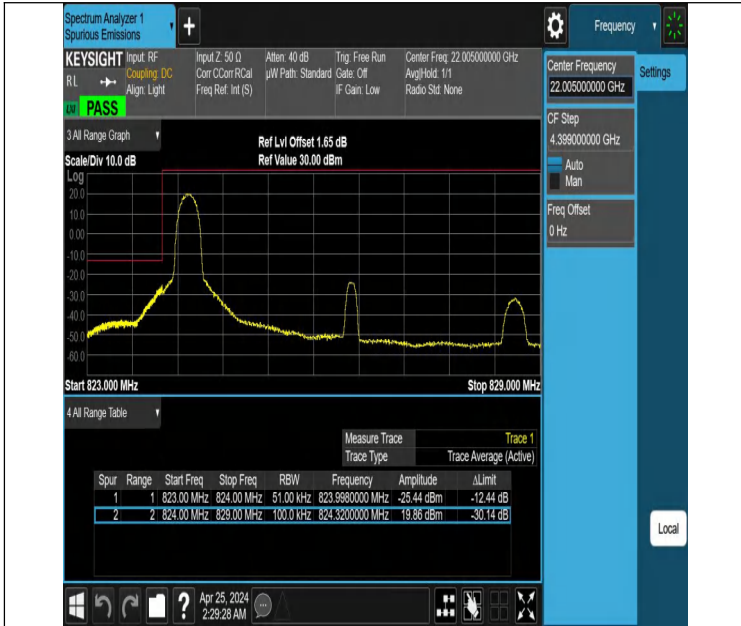 Spectrum Analyzer 1
Spurious Emissions
+
Frequency
KEYSIGHT
RL
PASS
Input: RF
Coupling: DC
Align: Light
Input Z: 50 Ω
Corr CCorr RCal
Freq Ref: Int (S)
Atten: 40 dB
µW Path: Standard
Trig: Free Run
Gate: Off
IF Gain: Low
Center Freq: 22.005000000 GHz
Avg|Hold: 1/1
Radio Std: None
Center Frequency
22.005000000 GHz
Settings
CF Step
4.399000000 GHz
Auto
Man
Freq Offset
0 Hz
3 All Range Graph
Scale/Div 10.0 dB
Ref Lvl Offset 1.65 dB
Ref Value 30.00 dBm
Log
20.0
10.0
0.00
-10.0
-20.0
-30.0
-40.0
-50.0
-60.0
Start 823.000 MHz
Stop 829.000 MHz
4 All Range Table
Measure Trace Trace 1
Trace Type Trace Average (Active)
Spur Range Start Freq Stop Freq RBW Frequency Amplitude ΔLimit
1 1 823.00 MHz 824.00 MHz 51.00 kHz 823.9980000 MHz -25.44 dBm -12.44 dB
2 2 824.00 MHz 829.00 MHz 100.0 kHz 824.3200000 MHz 19.86 dBm -30.14 dB
Local
?
Apr 25, 2024
2:29:28 AM